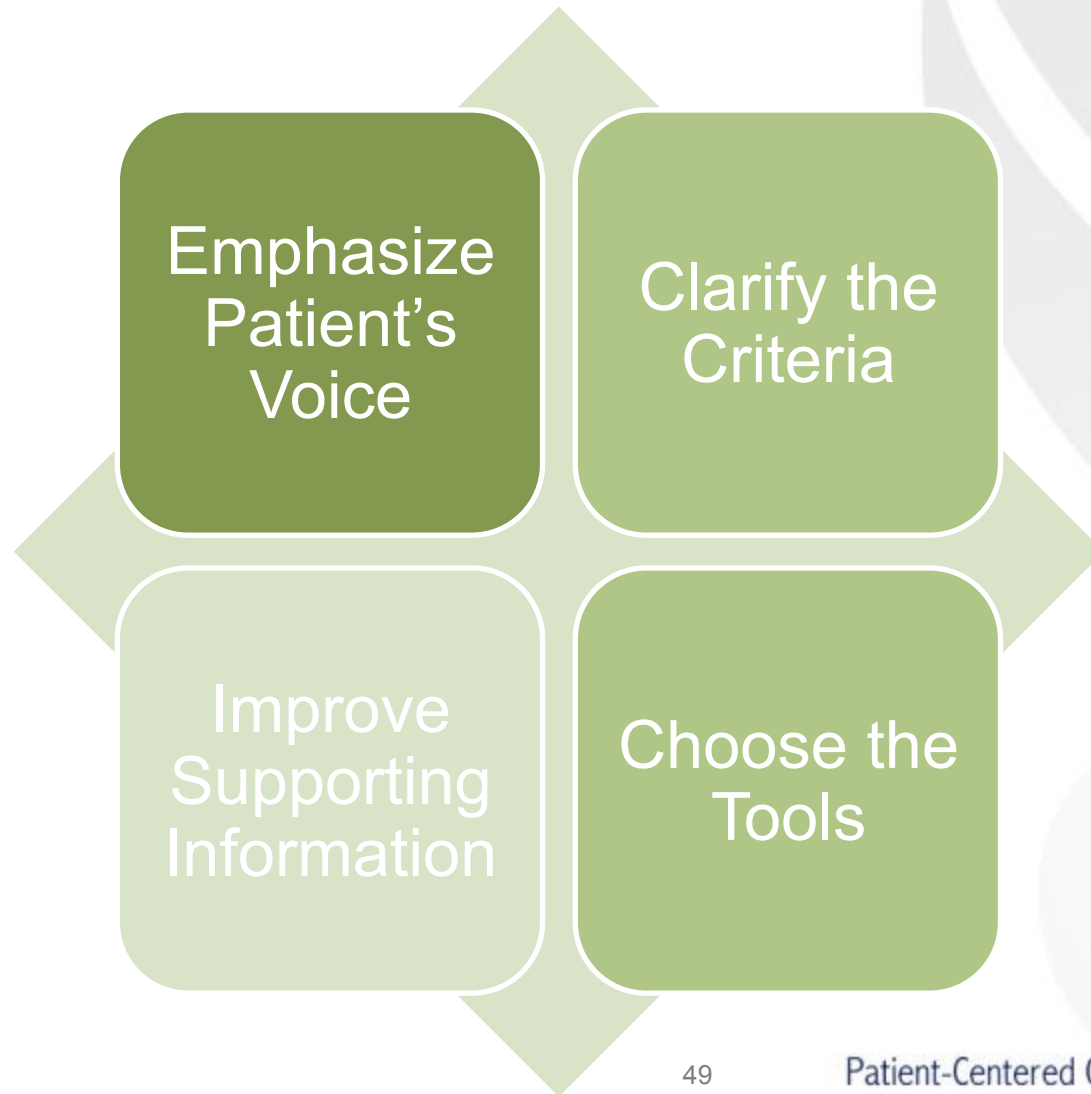 Emphasize
Patient’s
Voice
Clarify the
Criteria
Improve
Supporting
Information
Choose the
Tools
49
Patient-Centered